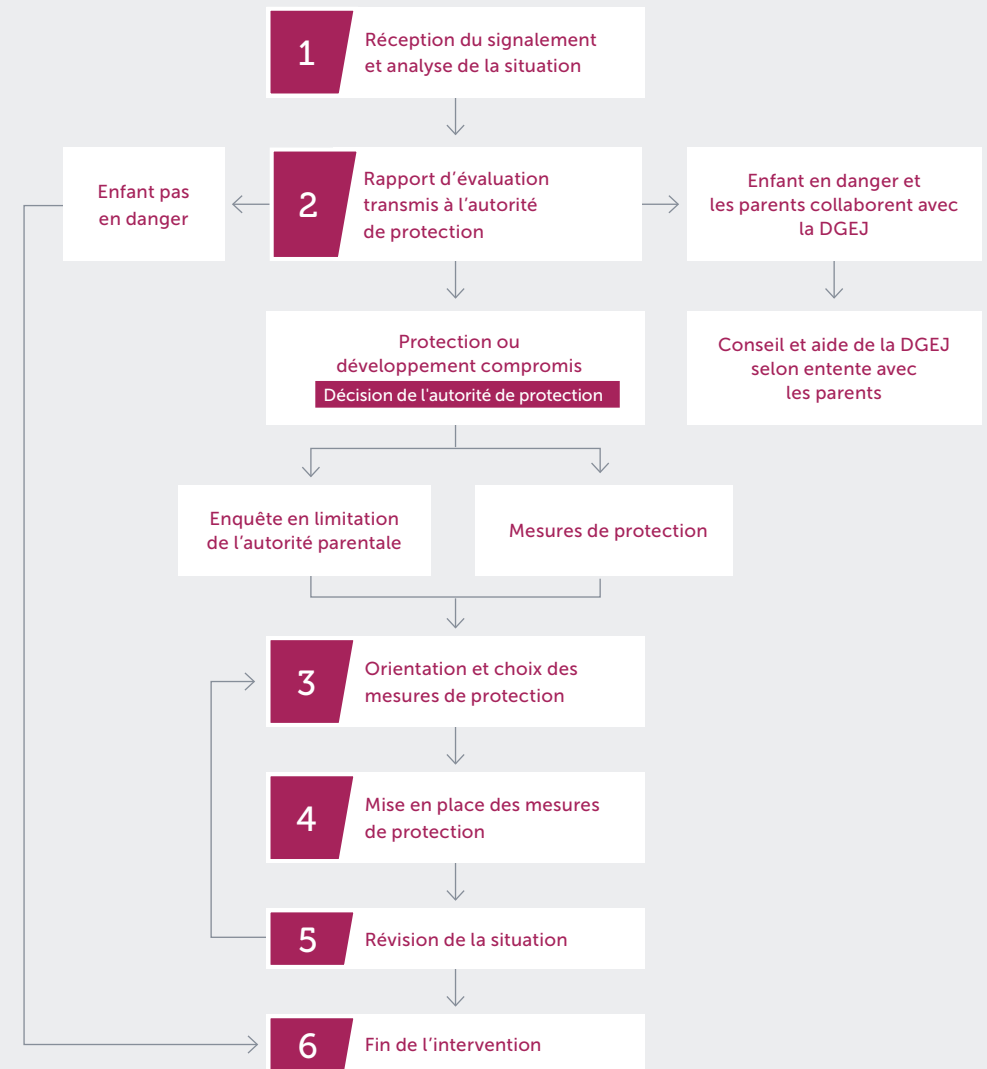 1
Réception du signalement
et analyse de la situation
Enfant pas
en danger
2
Rapport d’évaluation
transmis à l’autorité
de protection
Enfant en danger et
les parents collaborent avec
la DGEJ
Protection ou
développement compromis
Décision de l'autorité de protection
Conseil et aide de la DGEJ
selon entente avec
les parents
Enquête en limitation
de l’autorité parentale
Mesures de protection
3
Orientation et choix des
mesures de protection
4
Mise en place des mesures
de protection
5
Révision de la situation
6
Fin de l’intervention